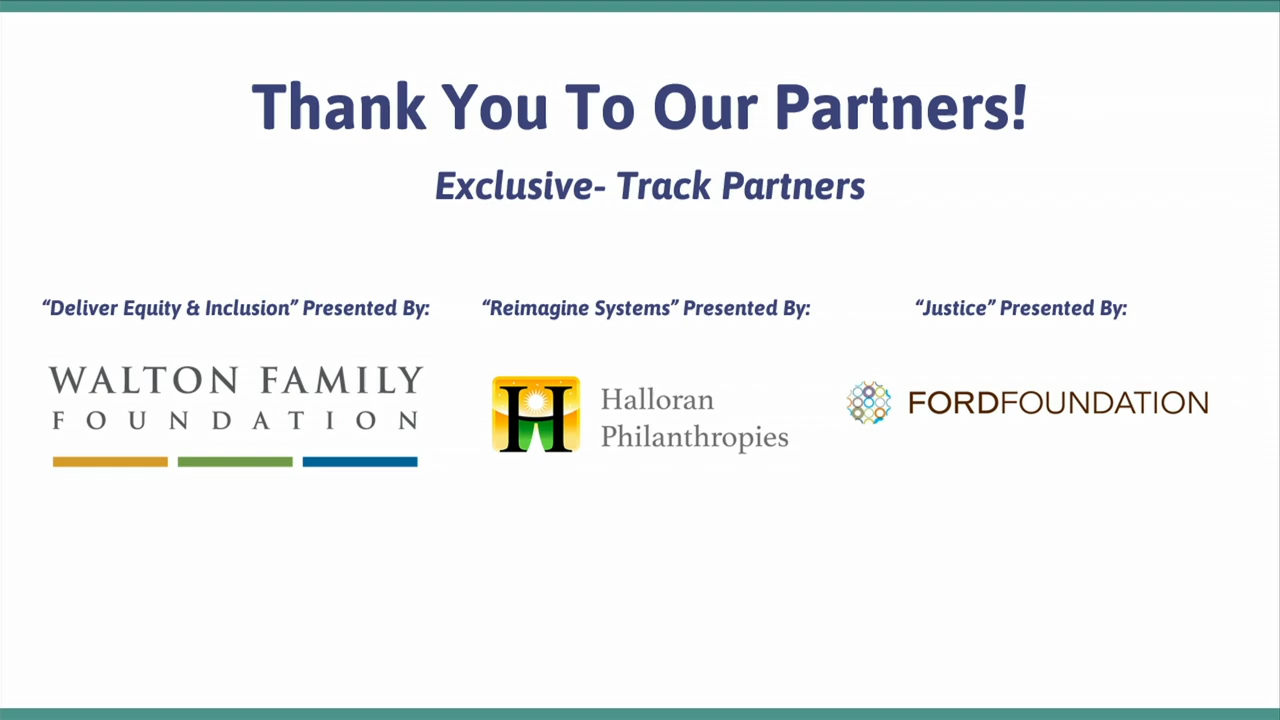 Thank You To Our Partners!
Exclusive- Track Partners
“Deliver Equity & Inclusion” Presented By:
WALTON FAMILY
FOUNDATION
“Reimagine Systems” Presented By:
H
Halloran
Philanthropies
“Justice” Presented By:
FORDFOUNDATION